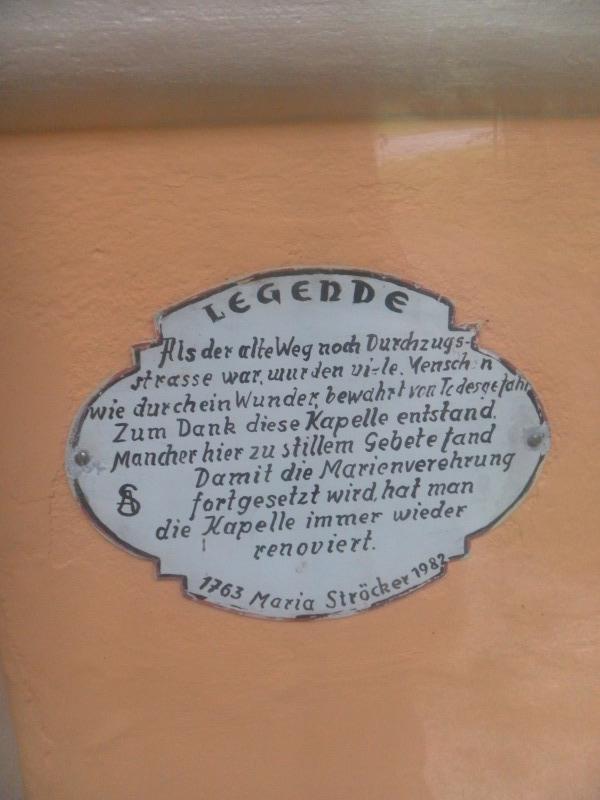 LEGENDE
Als der alte Weg noch Durchzugs-
strasse war, wurden viele Menschen
wie durch ein Wunder, bewahrt von Todesgefahr
Zum Dank diese Kapelle entstand.
Mancher hier zu stillem Gebete fand
Damit die Marienverehrung
fortgesetzt wird, hat man
die Kapelle immer wieder
renoviert.
1763 Maria Ströcker 1982